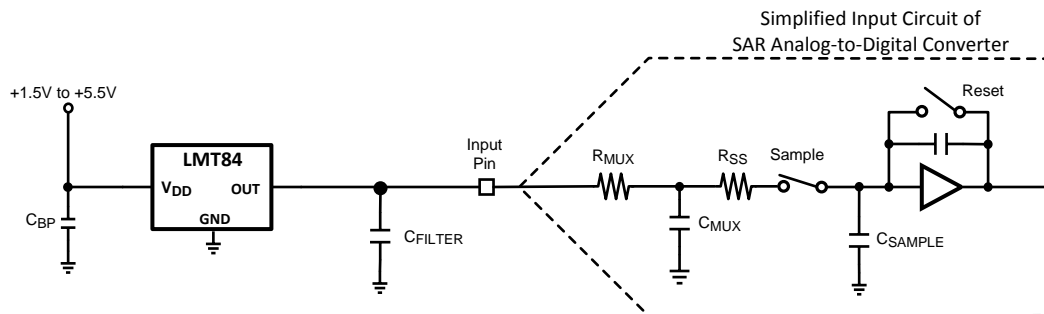 Simplified Input Circuit of
SAR Analog-to-Digital Converter
+1.5V to +5.5V
Reset
LMT84
Input
Pin
RMUX
RSS
Sample
VDD
OUT
GND
CBP
CFILTER
CMUX
CSAMPLE